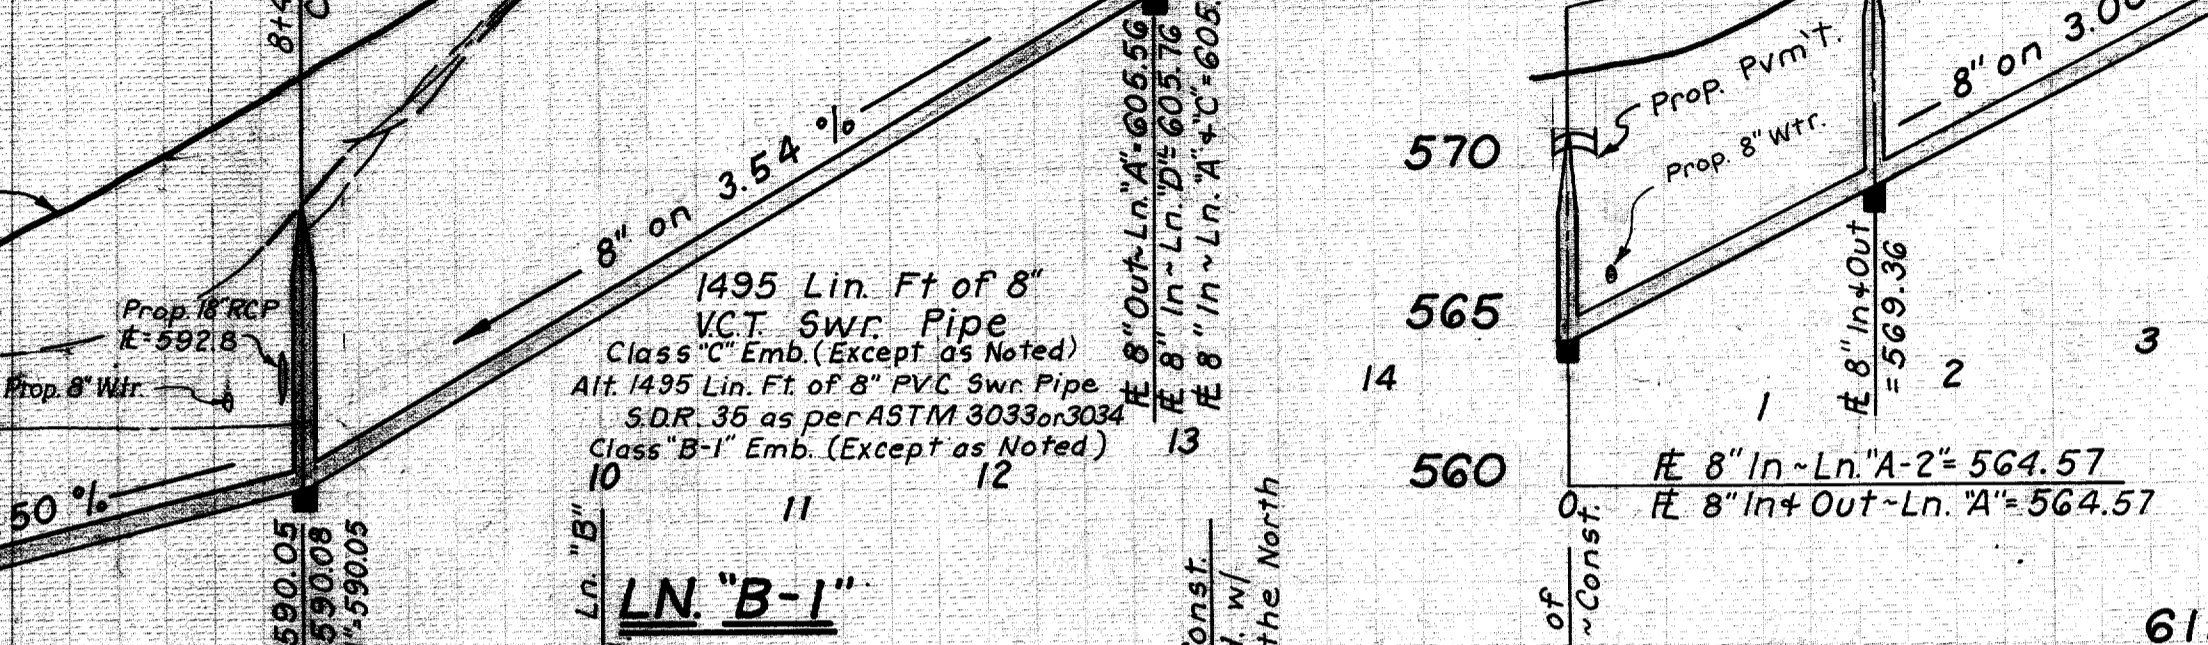 8+4
8" on 3.54 %
1495 Lin. Ft of 8"
V.C.T. Swr. Pipe
Class "C" Emb. (Except as Noted)
Alt. 1495 Lin. Ft. of 8" PVC Swr. Pipe
S.D.R. 35 as per ASTM 3033 or 3034
Class "B-1" Emb. (Except as Noted)
Prop. 18" RCP
℄=592.8
Prop. 8" Wtr.
50 %
590.05
590.08
"=590.05
10
11
12
13
14
Ln. "B"
LN. "B-1"
℄ 8" Out~Ln. "A"=605.56
℄ 8" In~Ln. "D"=605.76
℄ 8" In~Ln. "A"&"C"=605.
onst.
. w/
the North
570
565
560
Prop. Pvm't.
Prop. 8" Wtr.
8" on 3.00
℄ 8" In & Out
=569.36
1
2
3
0
℄ 8" In~Ln. "A-2"= 564.57
℄ 8" In & Out~Ln. "A"= 564.57
of
~Const.
61